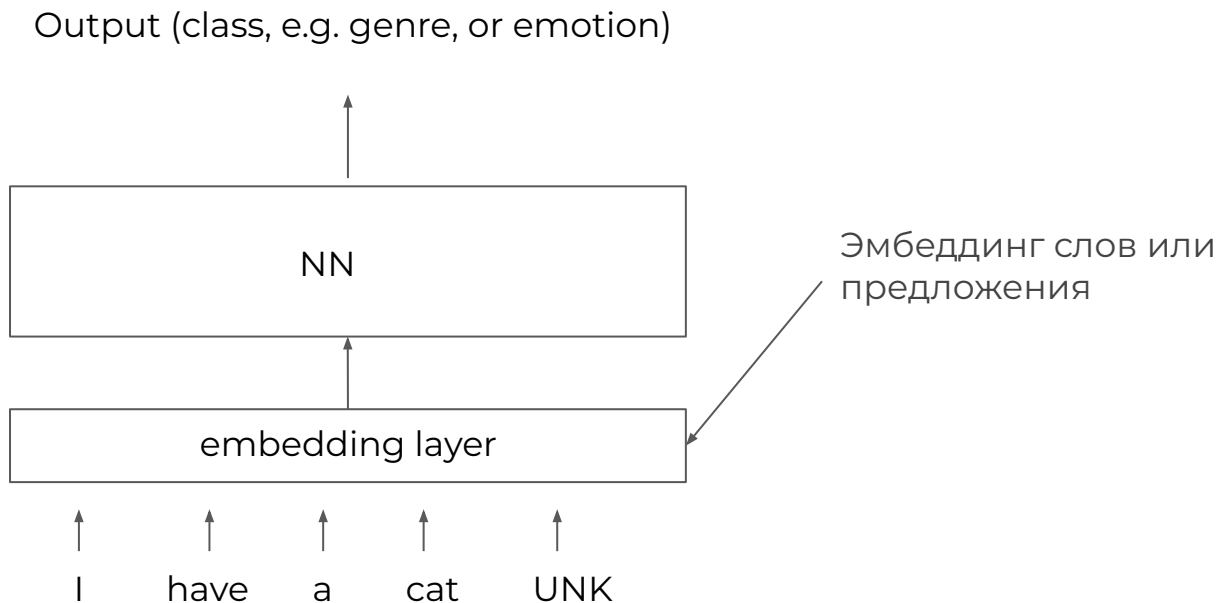 Output (class, e.g. genre, or emotion)
NN
Эмбеддинг слов или
предложения
embedding layer
I have a cat UNK